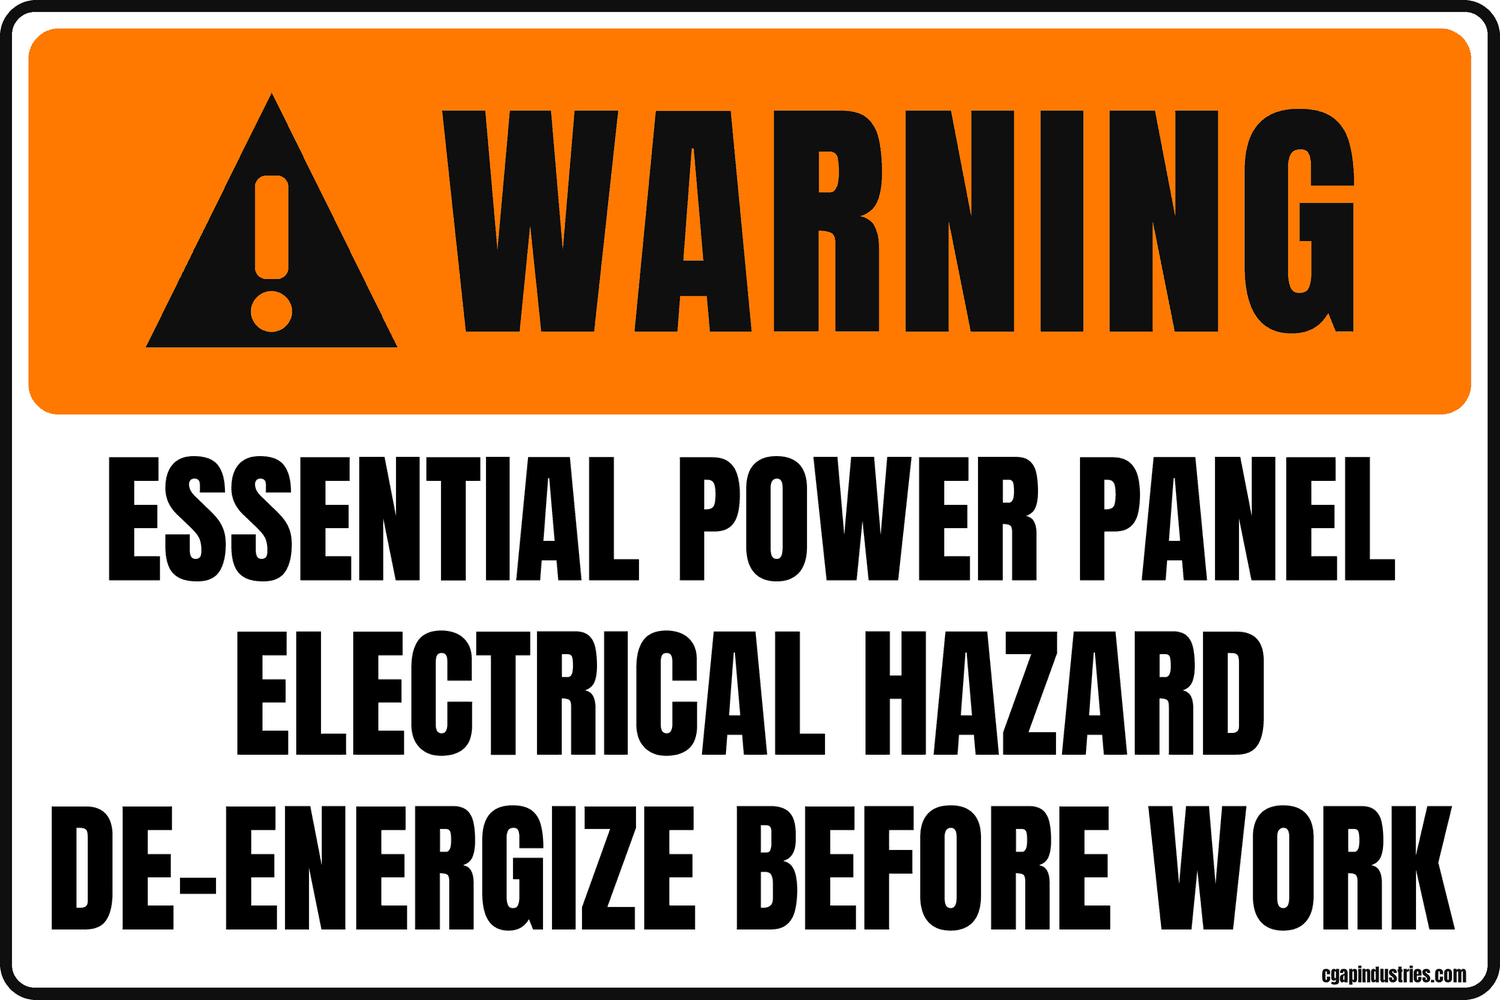 WARNING
ESSENTIAL POWER PANEL
ELECTRICAL HAZARD
DE-ENERGIZE BEFORE WORK
cgapindustries.com